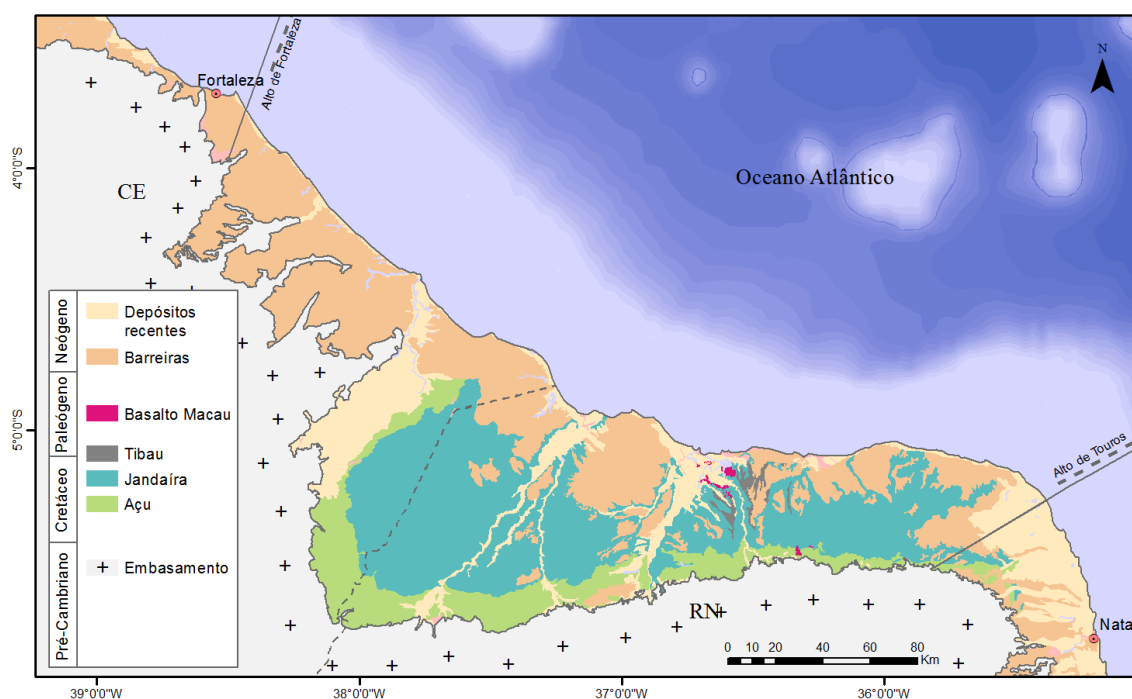 Fortaleza
Alto de Fortaleza
N
4°0'0"S
CE
Oceano Atlântico
Neógeno
Depósitos
recentes
Barreiras
Paleógeno
Basalto Macau
Tibau
5°0'0"S
Cretáceo
Jandaíra
Açu
Alto de Touros
Pré-Cambriano
Embasamento
RN
Nata
0 10 20 40 60 80
Km
39°0'0"W 38°0'0"W 37°0'0"W 36°0'0"W